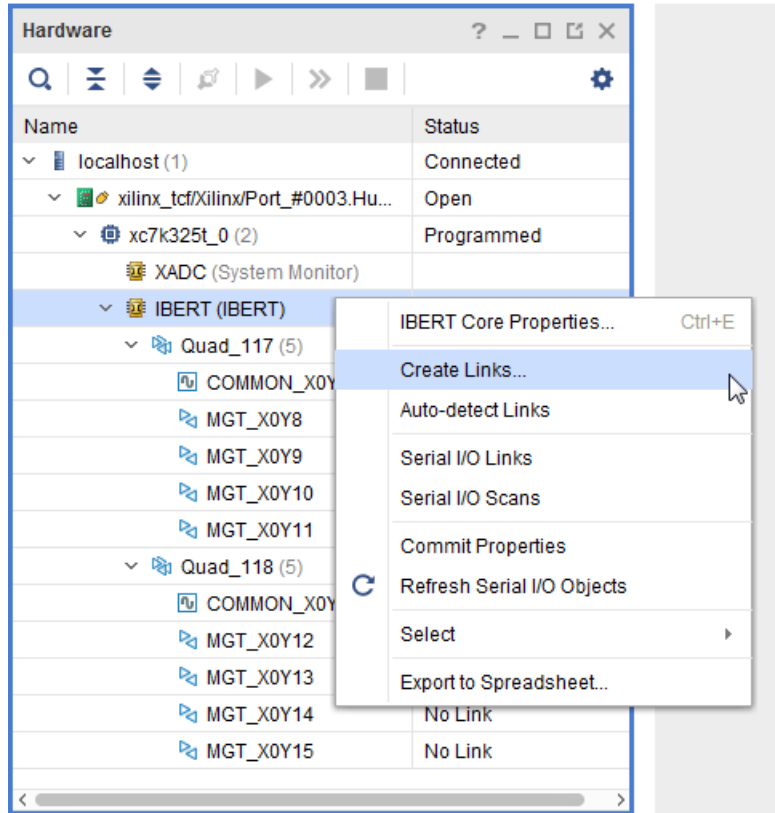 Hardware
Name Status
localhost (1) Connected
xilinx_tcf/Xilinx/Port_#0003.Hu... Open
xc7k325t_0 (2) Programmed
XADC (System Monitor)
IBERT (IBERT)
Quad_117 (5)
COMMON_X0Y
MGT_X0Y8
MGT_X0Y9
MGT_X0Y10
MGT_X0Y11
Quad_118 (5)
COMMON_X0Y
MGT_X0Y12
MGT_X0Y13
MGT_X0Y14 No Link
MGT_X0Y15 No Link
IBERT Core Properties... Ctrl+E
Create Links...
Auto-detect Links
Serial I/O Links
Serial I/O Scans
Commit Properties
Refresh Serial I/O Objects
Select
Export to Spreadsheet...